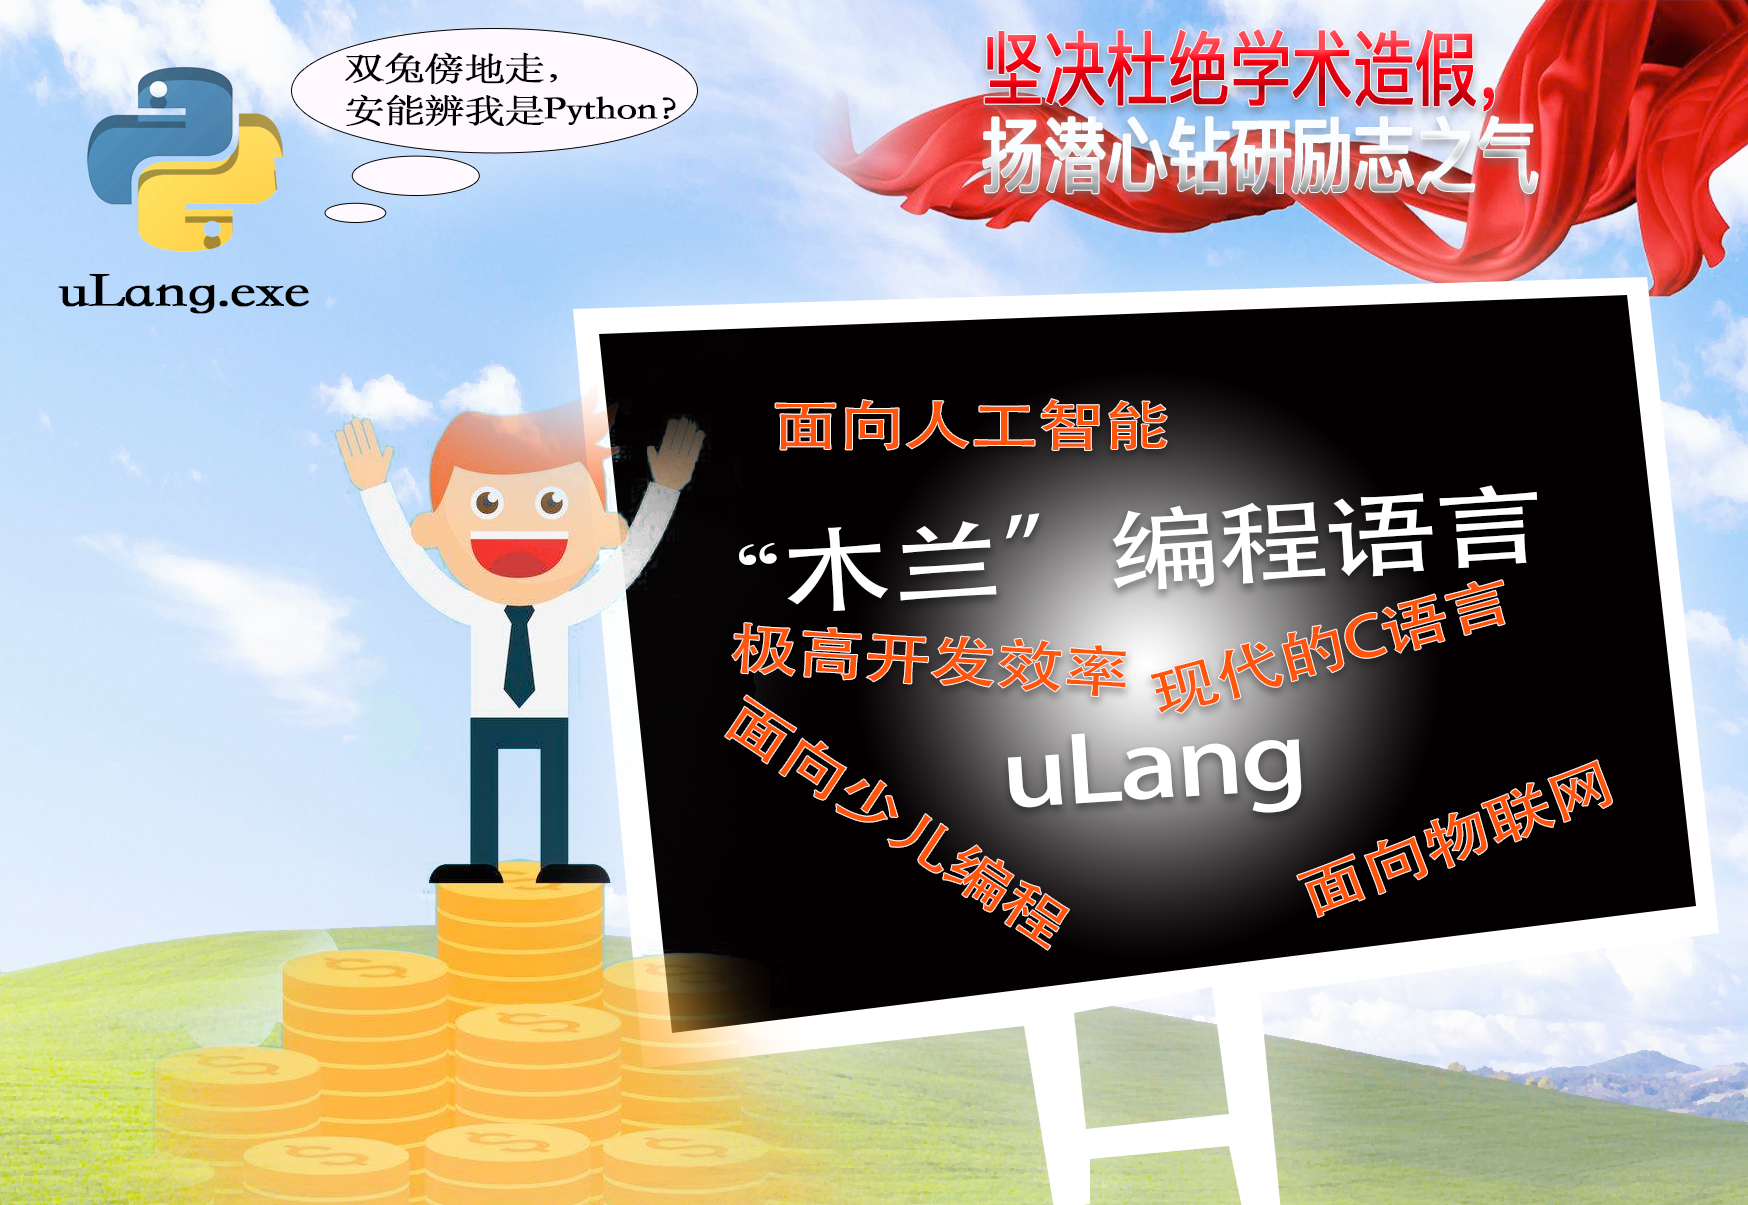 双兔傍地走，
安能辨我是Python？
uLang.exe
坚决杜绝学术造假，
扬潜心钻研励志之气
面向人工智能
“木兰” 编程语言
极高开发效率
现代的C语言
uLang
面向少儿编程
面向物联网